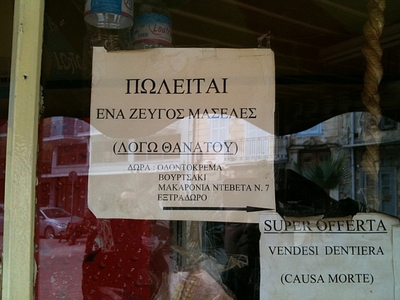 ΠΩΛΕΙΤΑΙ
ΕΝΑ ΖΕΥΓΟΣ ΜΑΣΕΛΕΣ
(ΛΟΓΩ ΘΑΝΑΤΟΥ)
ΔΩΡΑ : ΟΔΟΝΤΟΚΡΕΜΑ
ΒΟΥΡΤΣΑΚΙ
ΜΑΚΑΡΟΝΙΑ ΝΤΕΒΕΤΑ Ν. 7
ΕΞΤΡΑΔΩΡΟ
SUPER OFFERTA
VENDESI DENTIERA
(CAUSA MORTE)